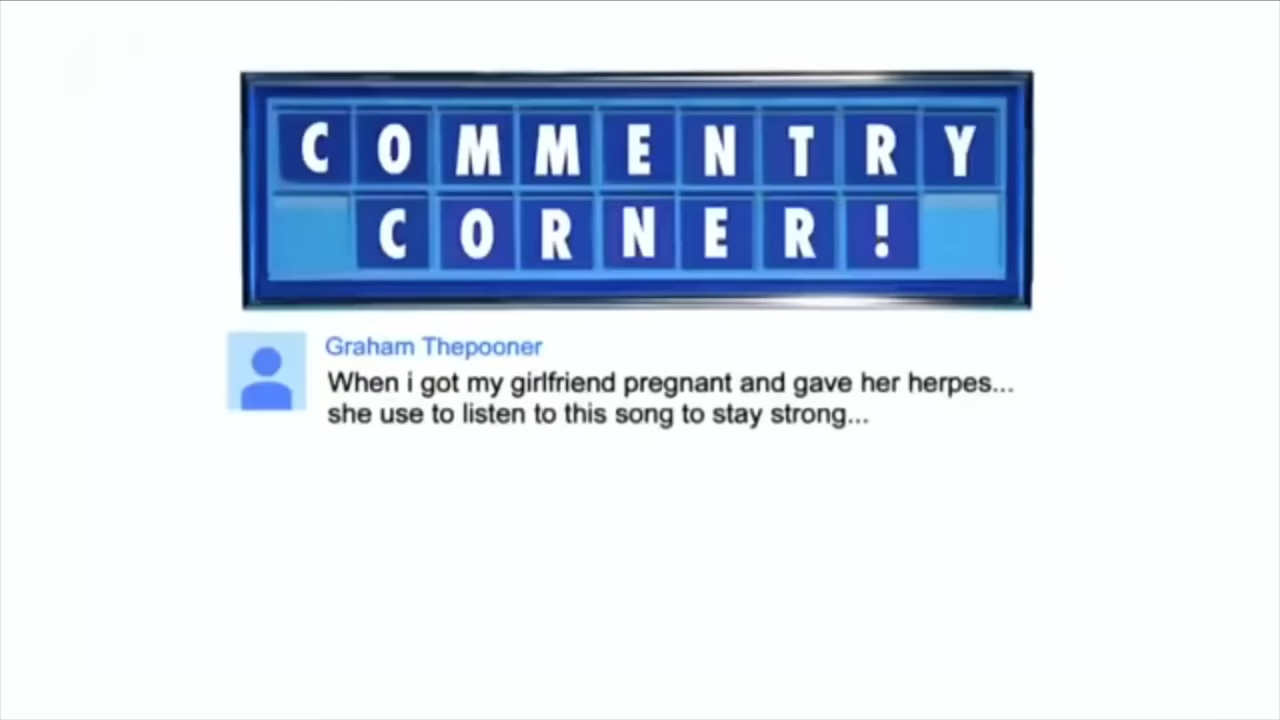 COMMENTRY
CORNER!
Graham Thepooner
When i got my girlfriend pregnant and gave her herpes...
she use to listen to this song to stay strong...